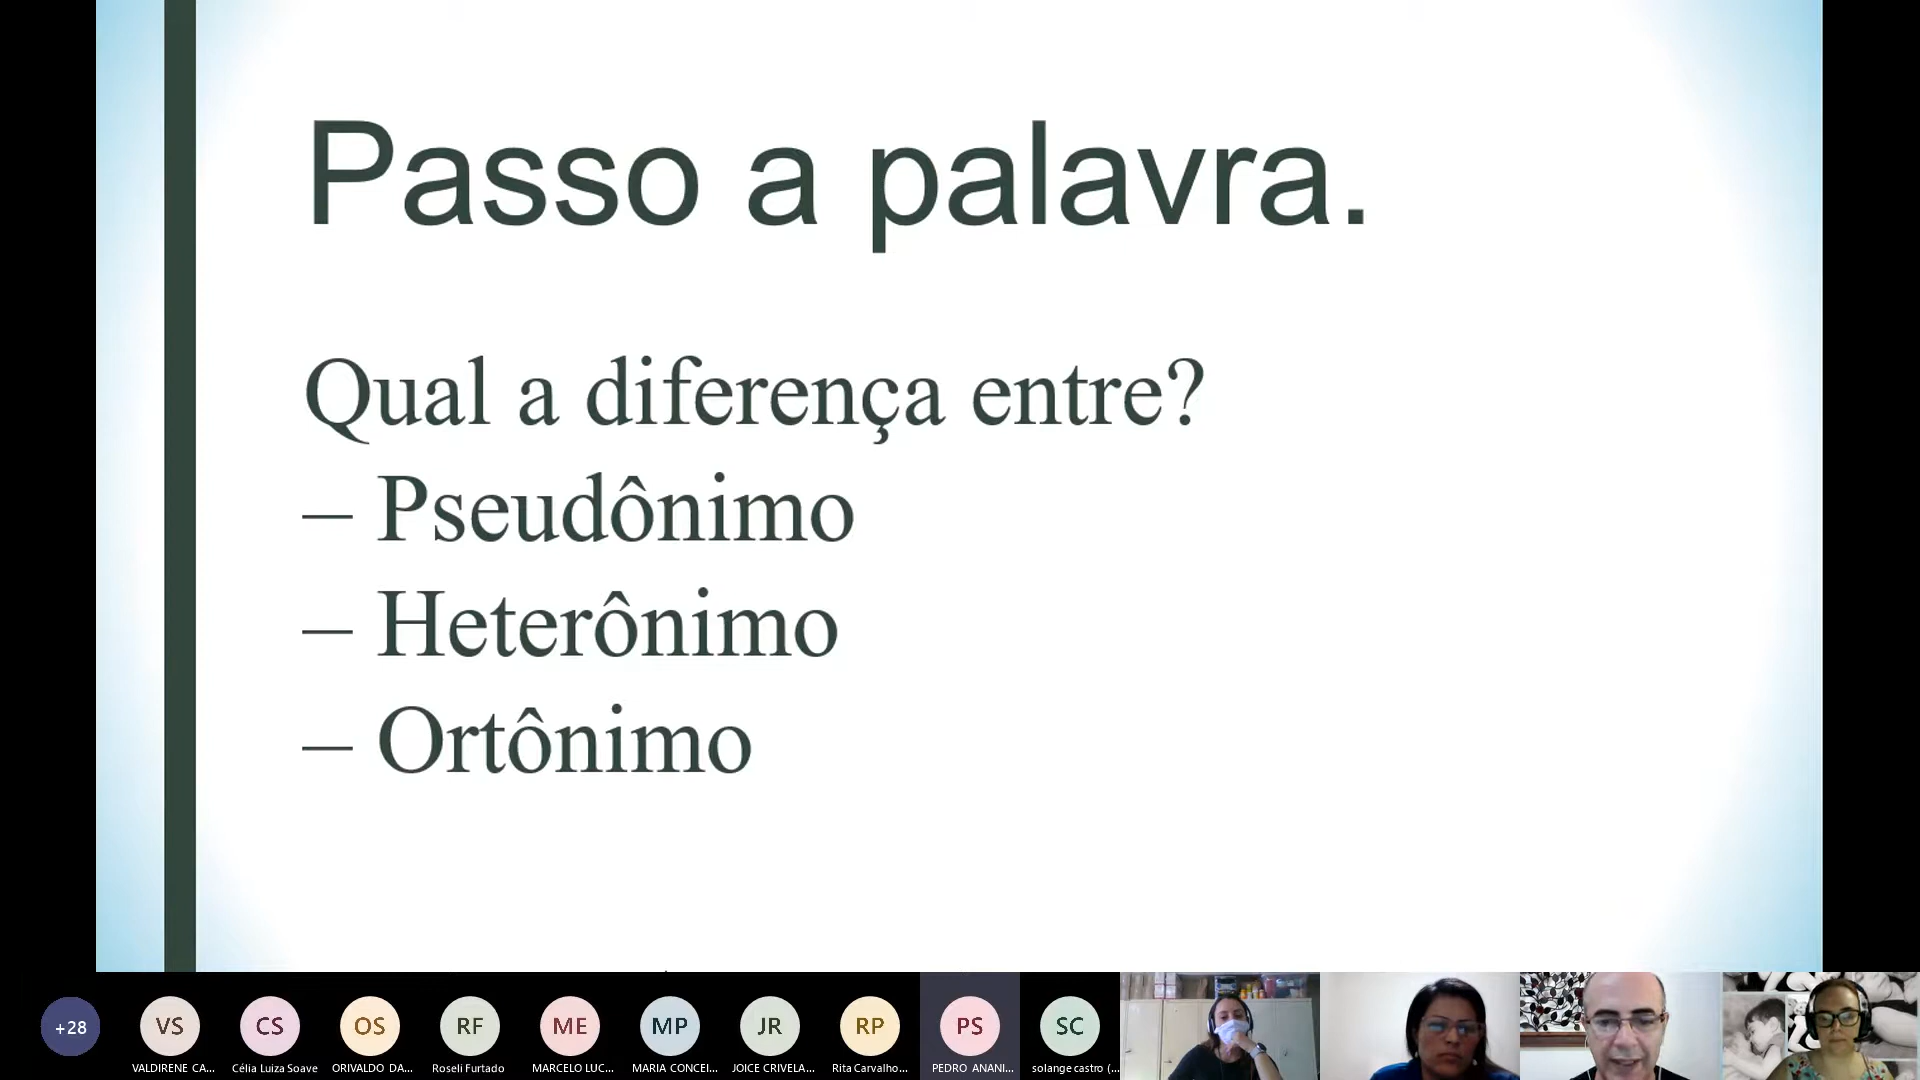 Passo a palavra.
Qual a diferença entre?
– Pseudônimo
– Heterônimo
– Ortônimo
+28
VS
CS
OS
RF
ME
MP
JR
RP
PS
SC
VALDIRENE CA...
Célia Luiza Soave
ORIVALDO DA...
Roseli Furtado
MARCELO LUC...
MARIA CONCEI...
JOICE CRIVELA...
Rita Carvalho...
PEDRO ANANI...
solange castro (...